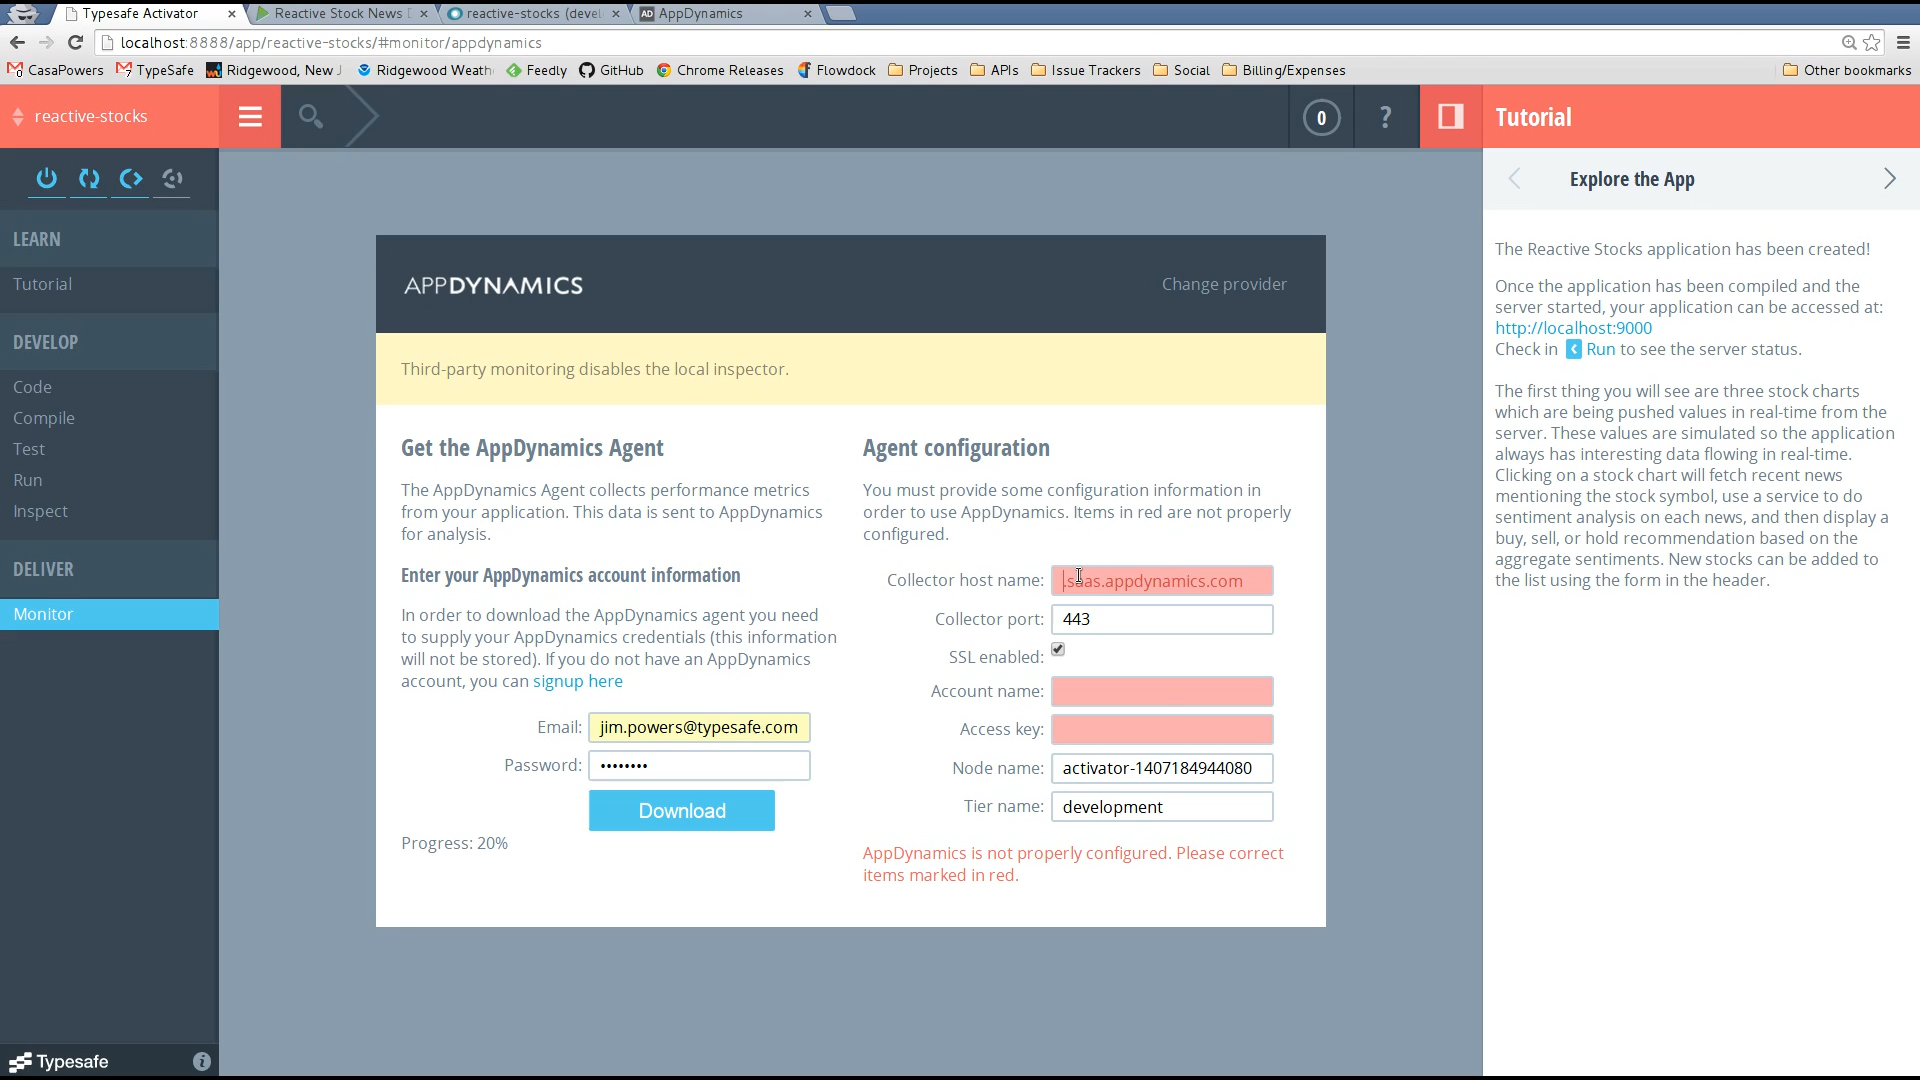 Typesafe Activator
Reactive Stock News
reactive-stocks (devel
AppDynamics
localhost:8888/app/reactive-stocks/#monitor/appdynamics
CasaPowers
TypeSafe
Ridgewood, New J
Ridgewood Weath
Feedly
GitHub
Chrome Releases
Flowdock
Projects
APIs
Issue Trackers
Social
Billing/Expenses
Other bookmarks
reactive-stocks
0
?
Tutorial
Explore the App
LEARN
Tutorial
DEVELOP
Code
Compile
Test
Run
Inspect
DELIVER
Monitor
Typesafe
APPDYNAMICS
Change provider
Third-party monitoring disables the local inspector.
Get the AppDynamics Agent
The AppDynamics Agent collects performance metrics
from your application. This data is sent to AppDynamics
for analysis.
Enter your AppDynamics account information
In order to download the AppDynamics agent you need
to supply your AppDynamics credentials (this information
will not be stored). If you do not have an AppDynamics
account, you can signup here
Email: jim.powers@typesafe.com
Password: ••••••••
Download
Progress: 20%
Agent configuration
You must provide some configuration information in
order to use AppDynamics. Items in red are not properly
configured.
Collector host name: .saas.appdynamics.com
Collector port: 443
SSL enabled:
Account name:
Access key:
Node name: activator-1407184944080
Tier name: development
AppDynamics is not properly configured. Please correct
items marked in red.
The Reactive Stocks application has been created!
Once the application has been compiled and the
server started, your application can be accessed at:
http://localhost:9000
Check in Run to see the server status.
The first thing you will see are three stock charts
which are being pushed values in real-time from the
server. These values are simulated so the application
always has interesting data flowing in real-time.
Clicking on a stock chart will fetch recent news
mentioning the stock symbol, use a service to do
sentiment analysis on each news, and then display a
buy, sell, or hold recommendation based on the
aggregate sentiments. New stocks can be added to
the list using the form in the header.